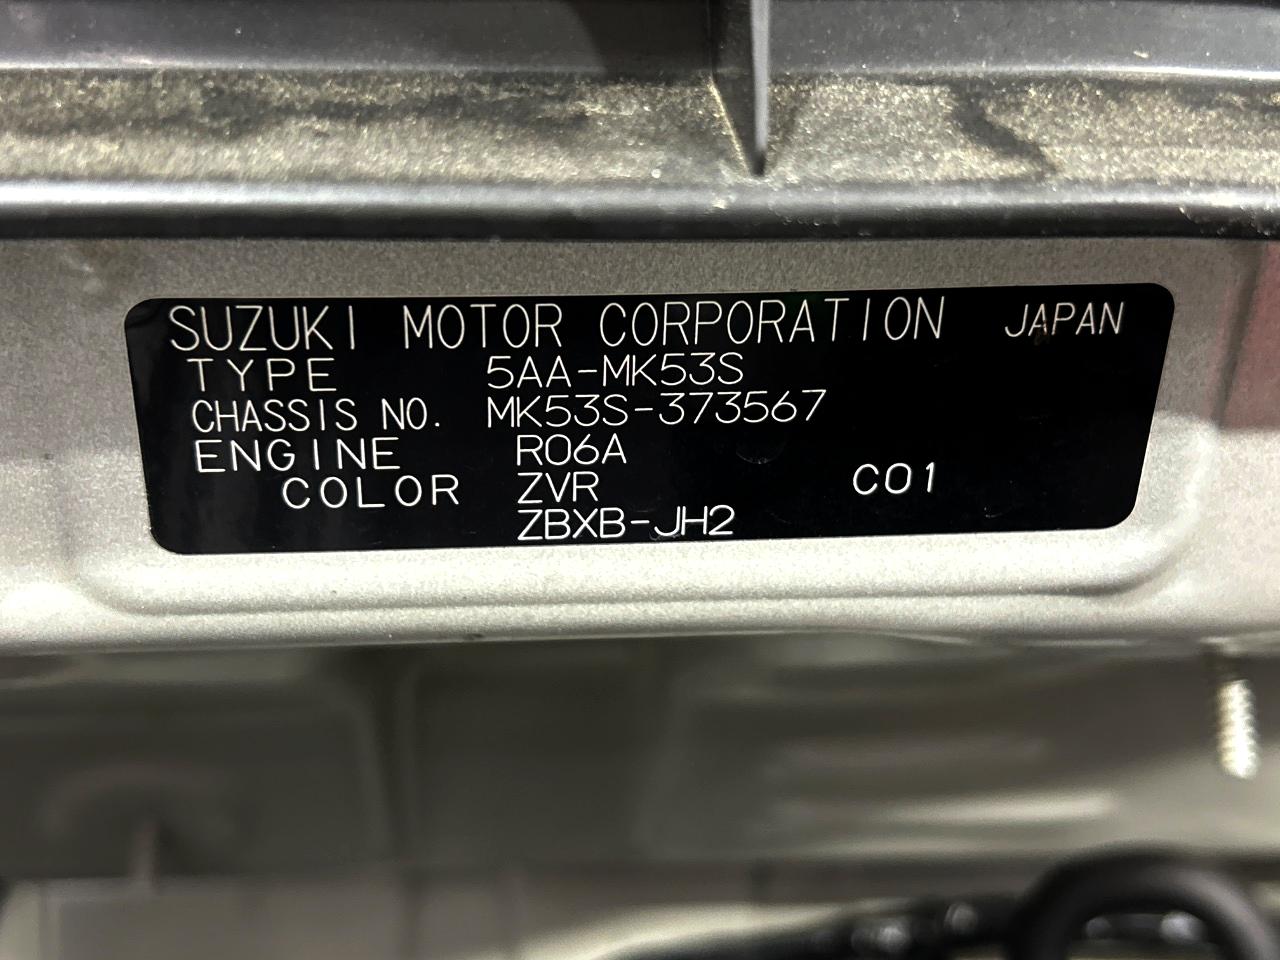 SUZUKI MOTOR CORPORATION JAPAN
TYPE 5AA-MK53S
CHASSIS NO. MK53S-373567
ENGINE R06A
COLOR ZVR C01
ZBXB-JH2